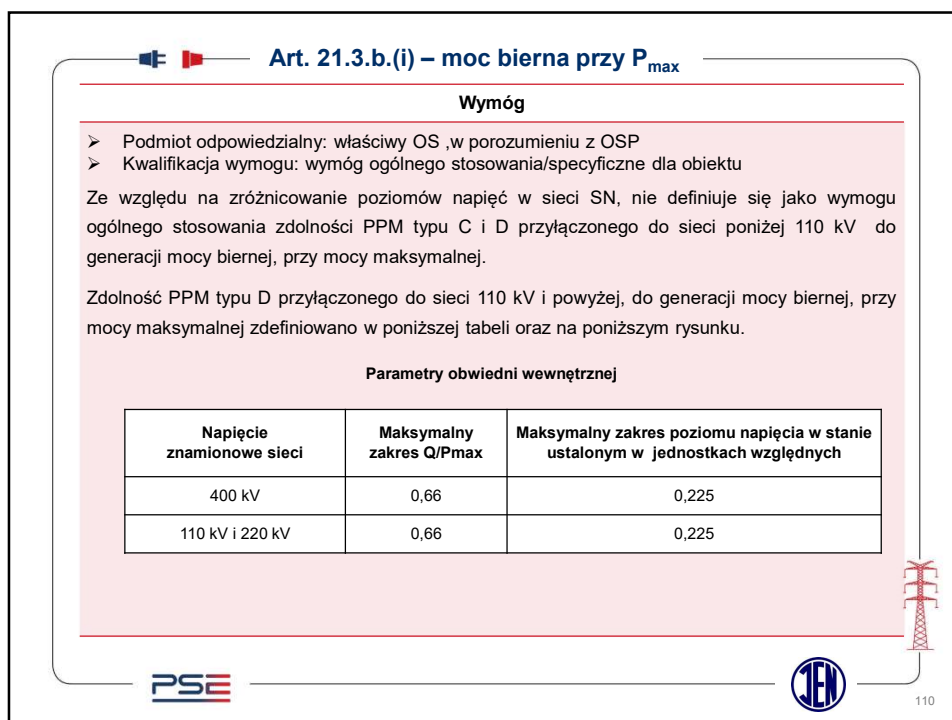 Art. 21.3.b.(i) – moc bierna przy Pmax
Wymóg
➢ Podmiot odpowiedzialny: właściwy OS ,w porozumieniu z OSP
➢ Kwalifikacja wymogu: wymóg ogólnego stosowania/specyficzne dla obiektu
Ze względu na zróżnicowanie poziomów napięć w sieci SN, nie definiuje się jako wymogu
ogólnego stosowania zdolności PPM typu C i D przyłączonego do sieci poniżej 110 kV do
generacji mocy biernej, przy mocy maksymalnej.
Zdolność PPM typu D przyłączonego do sieci 110 kV i powyżej, do generacji mocy biernej, przy
mocy maksymalnej zdefiniowano w poniższej tabeli oraz na poniższym rysunku.
Parametry obwiedni wewnętrznej
Napięcie znamionowe sieci | Maksymalny zakres Q/Pmax | Maksymalny zakres poziomu napięcia w stanie ustalonym w jednostkach względnych
400 kV | 0,66 | 0,225
110 kV i 220 kV | 0,66 | 0,225
PSE
JEN
110